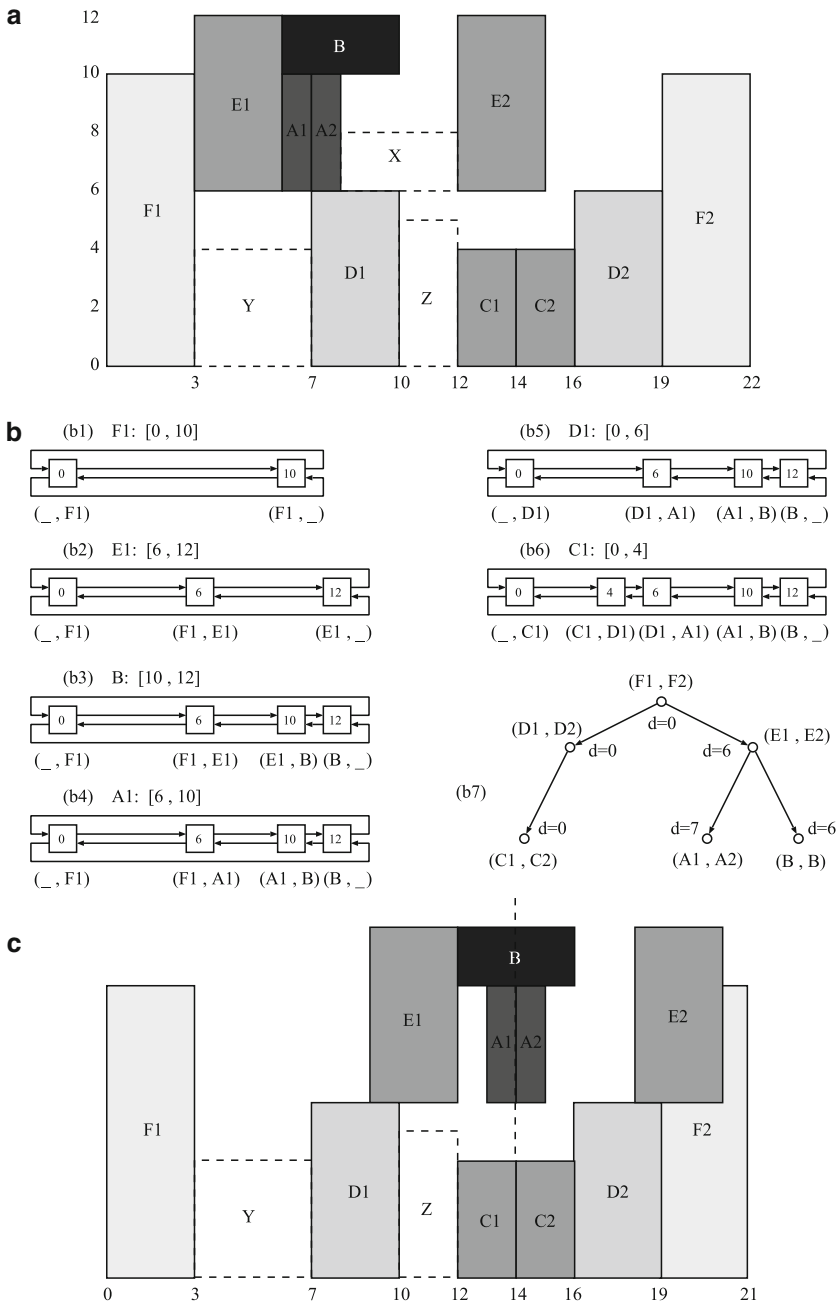 a
12
B
10
E1
E2
A1
A2
8
X
6
F1
F2
4
D1
D2
Y
Z
C1
C2
2
0
3
7
10
12
14
16
19
22
b
(b1) F1: [0 , 10]
0
10
(_ , F1)
(F1 , _)
(b2) E1: [6 , 12]
0
6
12
(_ , F1)
(F1 , E1)
(E1 , _)
(b3) B: [10 , 12]
0
6
10
12
(_ , F1)
(F1 , E1)
(E1 , B)
(B , _)
(b4) A1: [6 , 10]
0
6
10
12
(_ , F1)
(F1 , A1)
(A1 , B)
(B , _)
(b5) D1: [0 , 6]
0
6
10
12
(_ , D1)
(D1 , A1)
(A1 , B)
(B , _)
(b6) C1: [0 , 4]
0
4
6
10
12
(_ , C1)
(C1 , D1)
(D1 , A1)
(A1 , B)
(B , _)
(F1 , F2)
d=0
(D1 , D2)
d=0
d=6
(E1 , E2)
(b7)
d=0
d=7
d=6
(C1 , C2)
(A1 , A2)
(B , B)
c
B
E1
E2
A1
A2
F1
F2
D1
D2
Y
Z
C1
C2
0
3
7
10
12
14
16
19
21